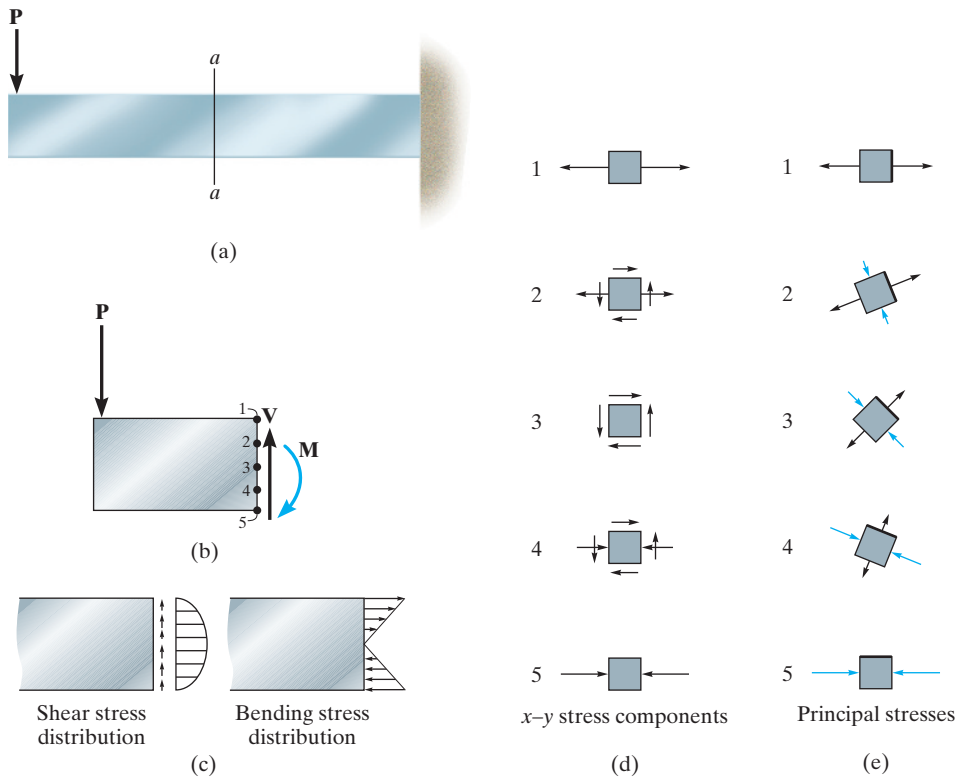 P
a
a
(a)
P
1
V
2
M
3
4
5
(b)
Shear stress
distribution
Bending stress
distribution
(c)
1
2
3
4
5
x–y stress components
(d)
1
2
3
4
5
Principal stresses
(e)